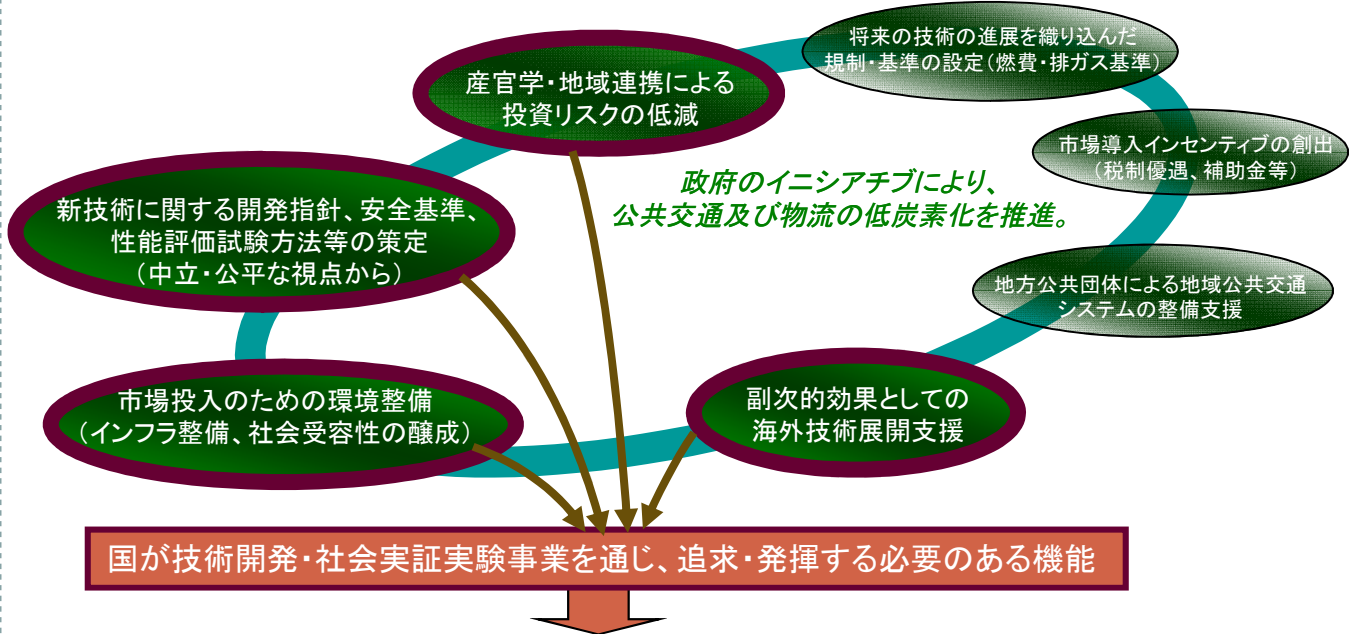 将来の技術の進展を織り込んだ
規制・基準の設定（燃費・排ガス基準）
産官学・地域連携による
投資リスクの低減
市場導入インセンティブの創出
（税制優遇、補助金等）
政府のイニシアチブにより、
公共交通及び物流の低炭素化を推進。
新技術に関する開発指針、安全基準、
性能評価試験方法等の策定
（中立・公平な視点から）
地方公共団体による地域公共交通
システムの整備支援
市場投入のための環境整備
（インフラ整備、社会受容性の醸成）
副次的効果としての
海外技術展開支援
国が技術開発・社会実証実験事業を通じ、追求・発揮する必要のある機能